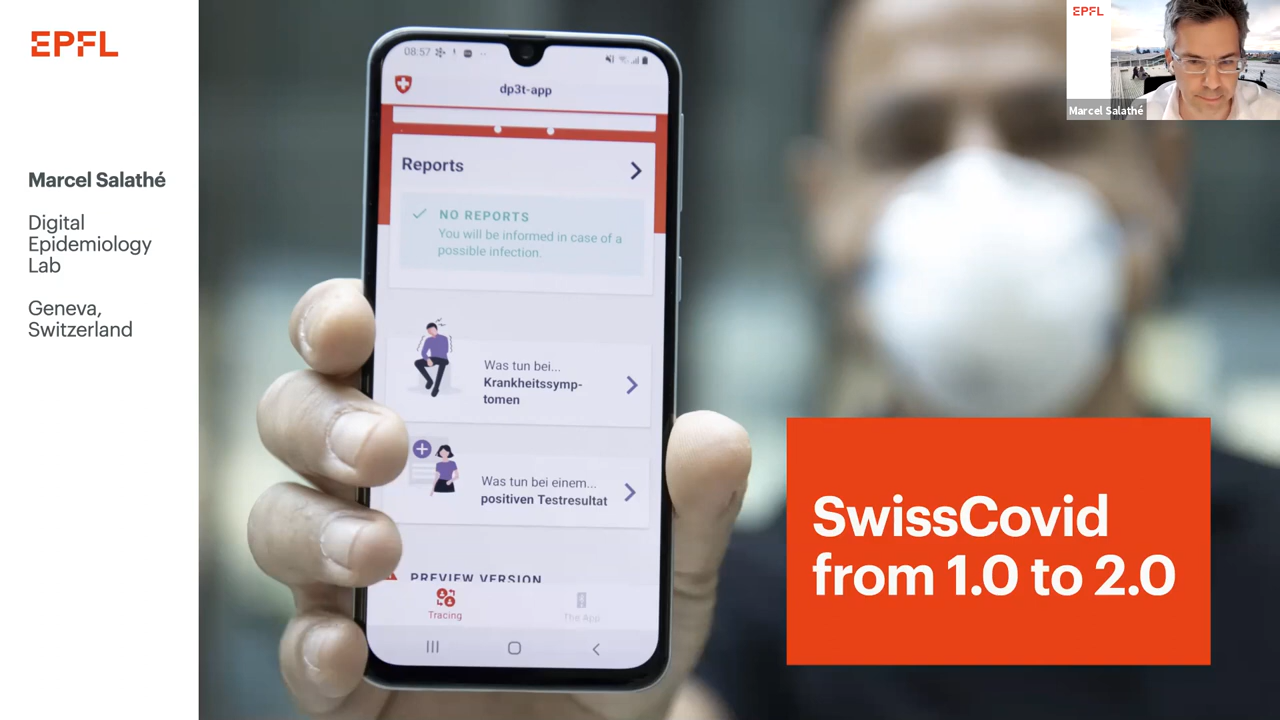 EPFL
Marcel Salathé
Digital
Epidemiology
Lab
Geneva,
Switzerland
08:57
dp3t-app
Reports
NO REPORTS
You will be informed in case of a
possible infection.
Was tun bei...
Krankheitssymp-
tomen
Was tun bei einem...
positiven Testresultat
PREVIEW VERSION
Tracing
The App
SwissCovid
from 1.0 to 2.0
EPFL
Marcel Salathé